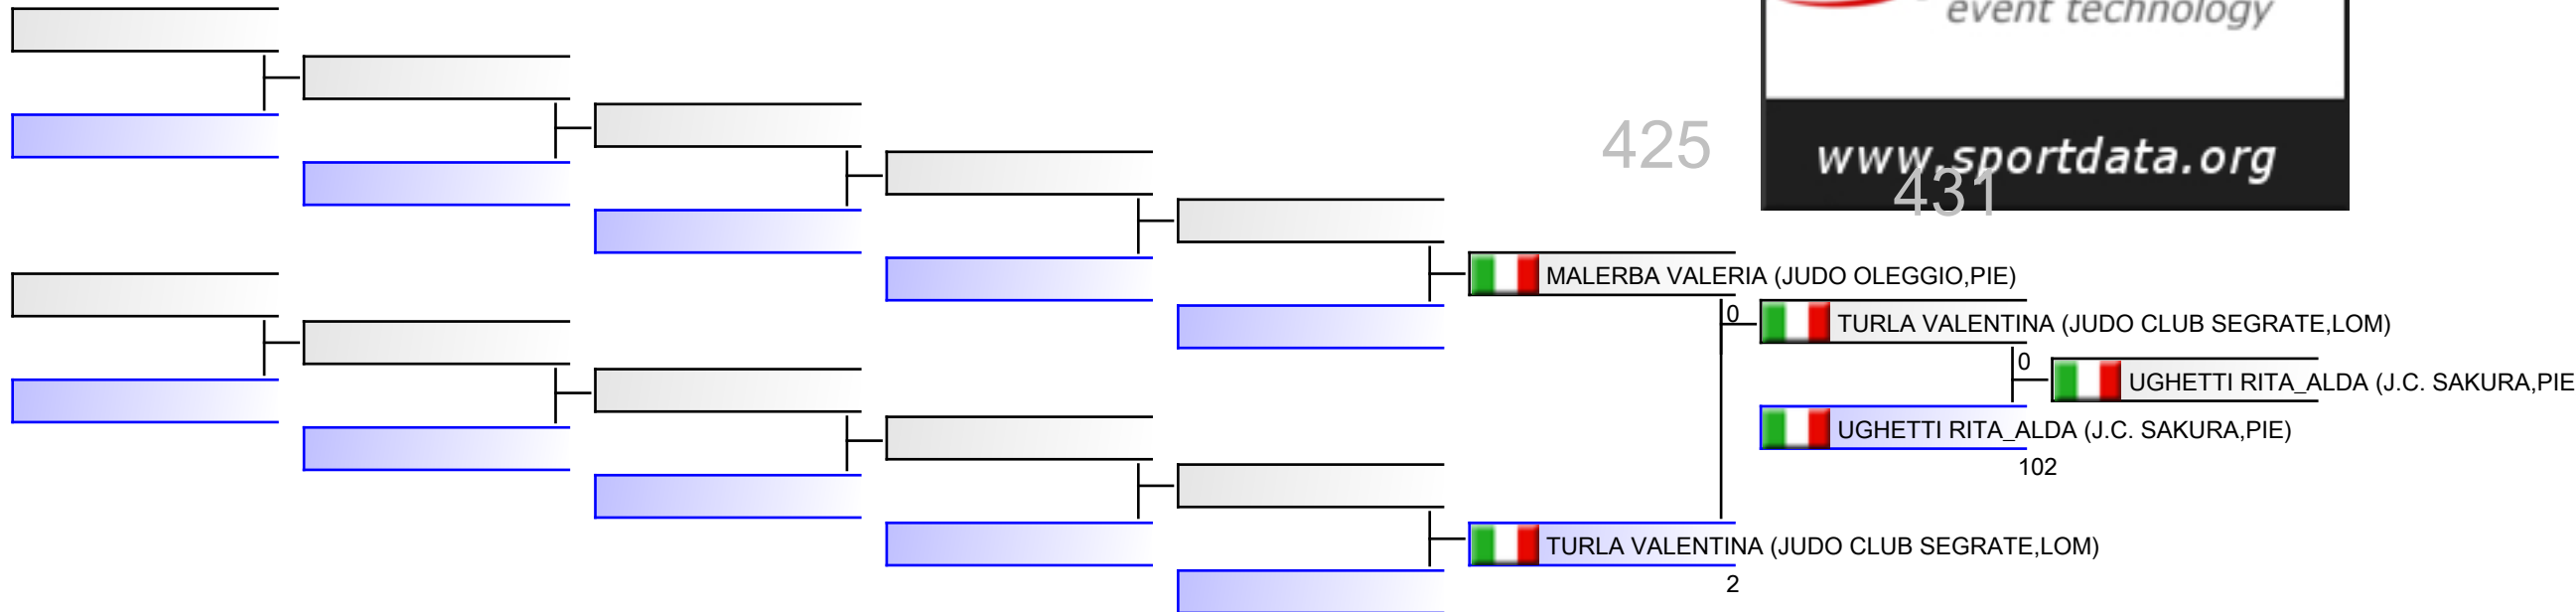 event technology
425
www.sportdata.org
431
MALERBA VALERIA (JUDO OLEGGIO,PIE)
0
TURLA VALENTINA (JUDO CLUB SEGRATE,LOM)
0
UGHETTI RITA_ALDA (J.C. SAKURA,PIE
UGHETTI RITA_ALDA (J.C. SAKURA,PIE)
102
TURLA VALENTINA (JUDO CLUB SEGRATE,LOM)
2